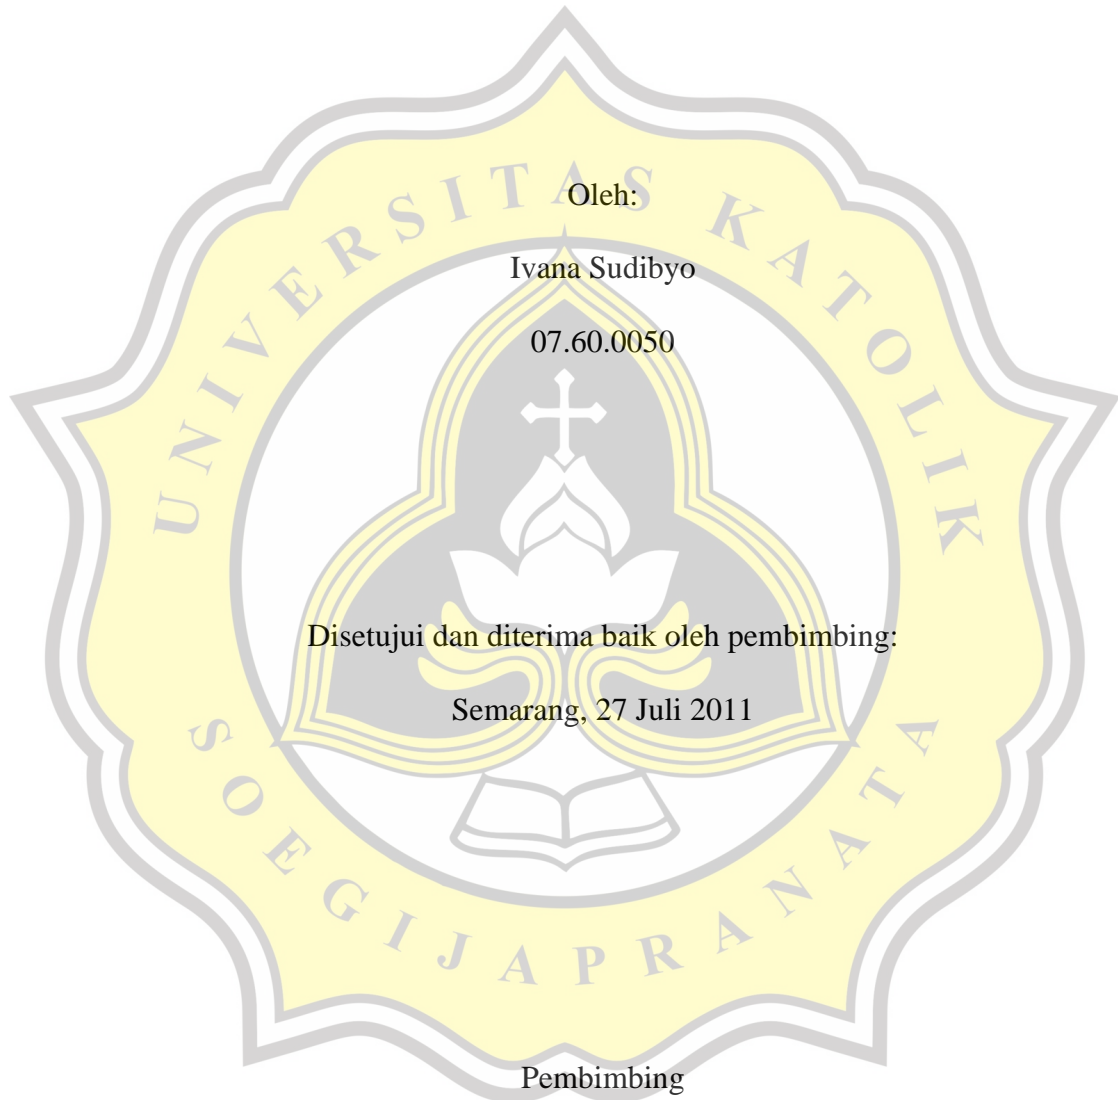 UNIVERSITAS KATOLIK
Oleh:
Ivana Sudibyo
07.60.0050
Disetujui dan diterima baik oleh pembimbing:
Semarang, 27 Juli 2011
SOEGIJAPRANATA
Pembimbing